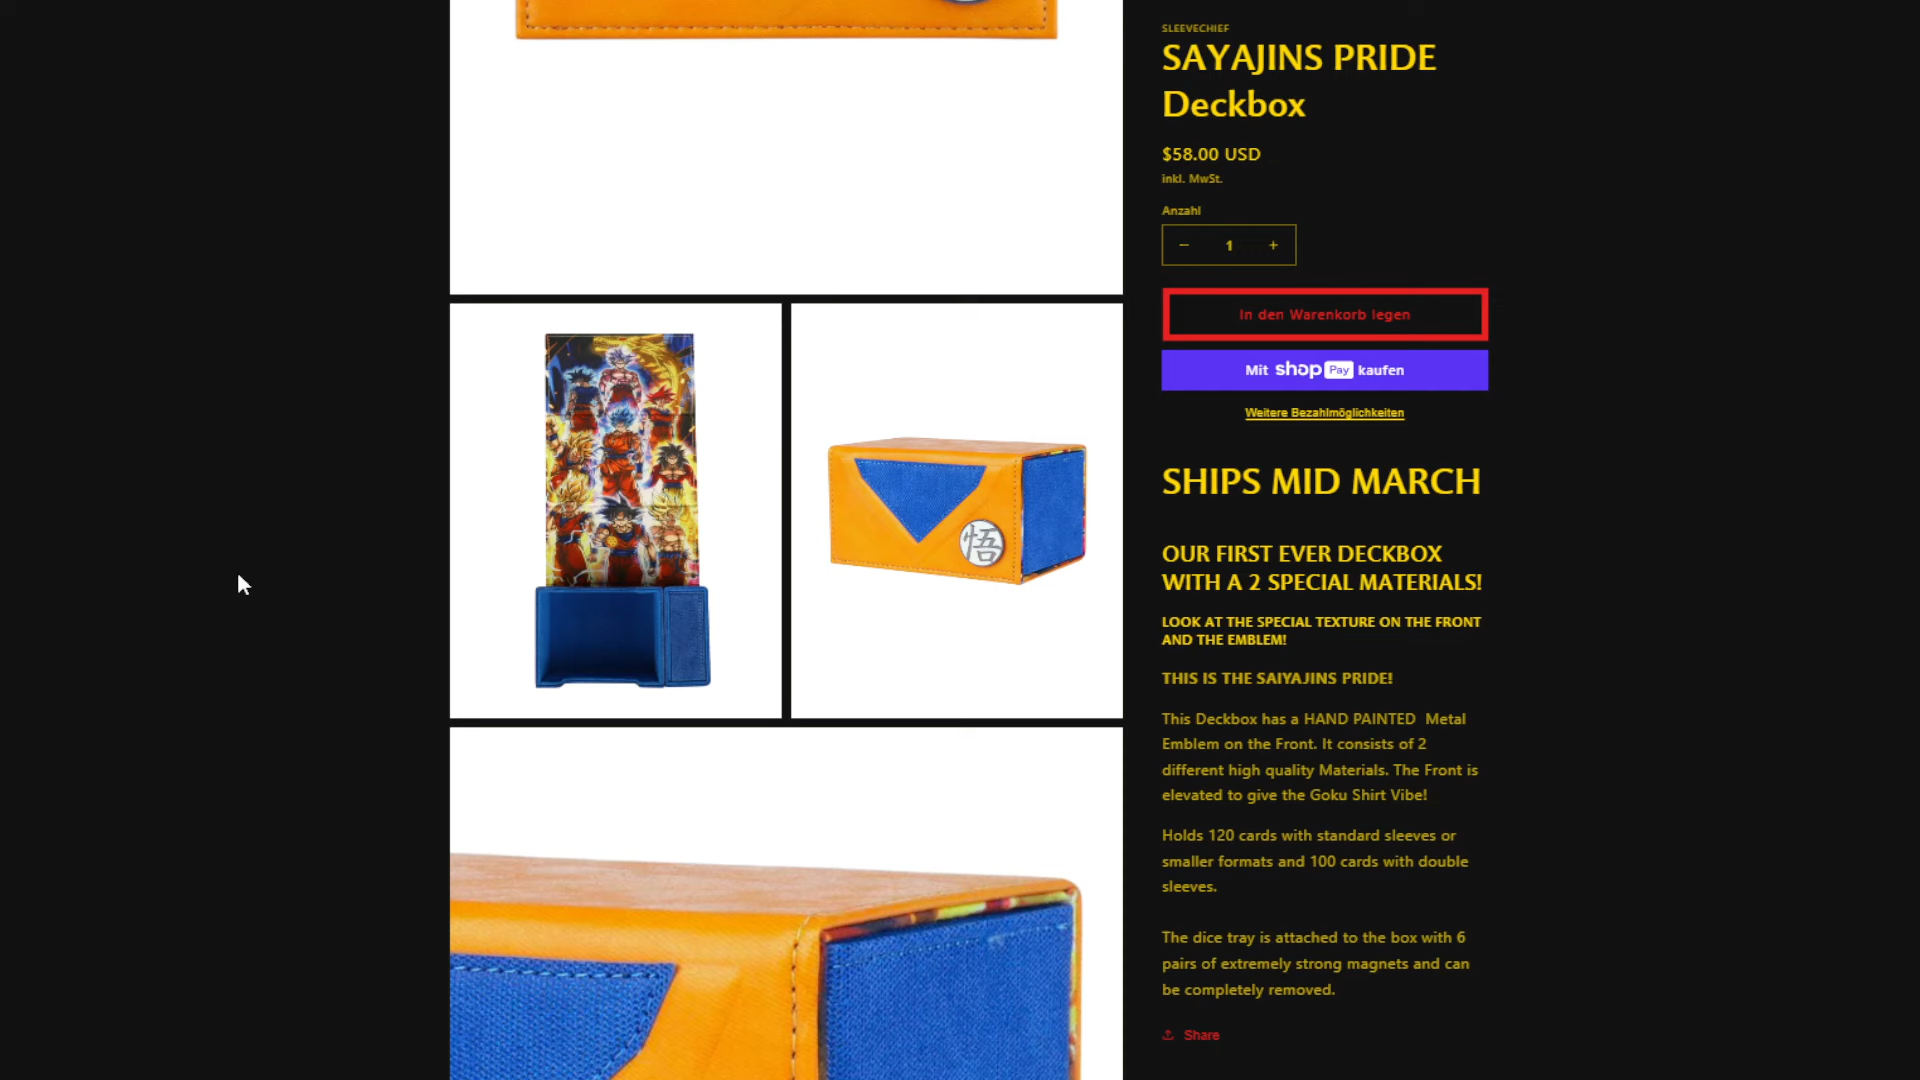 SLEEVECHIEF
SAYAJINS PRIDE
Deckbox
$58.00 USD
inkl. MwSt.
Anzahl
− 1 +
In den Warenkorb legen
Mit shop Pay kaufen
Weitere Bezahlmöglichkeiten
SHIPS MID MARCH
OUR FIRST EVER DECKBOX
WITH A 2 SPECIAL MATERIALS!
LOOK AT THE SPECIAL TEXTURE ON THE FRONT
AND THE EMBLEM!
THIS IS THE SAIYAJINS PRIDE!
This Deckbox has a HAND PAINTED Metal
Emblem on the Front. It consists of 2
different high quality Materials. The Front is
elevated to give the Goku Shirt Vibe!
Holds 120 cards with standard sleeves or
smaller formats and 100 cards with double
sleeves.
The dice tray is attached to the box with 6
pairs of extremely strong magnets and can
be completely removed.
Share
悟